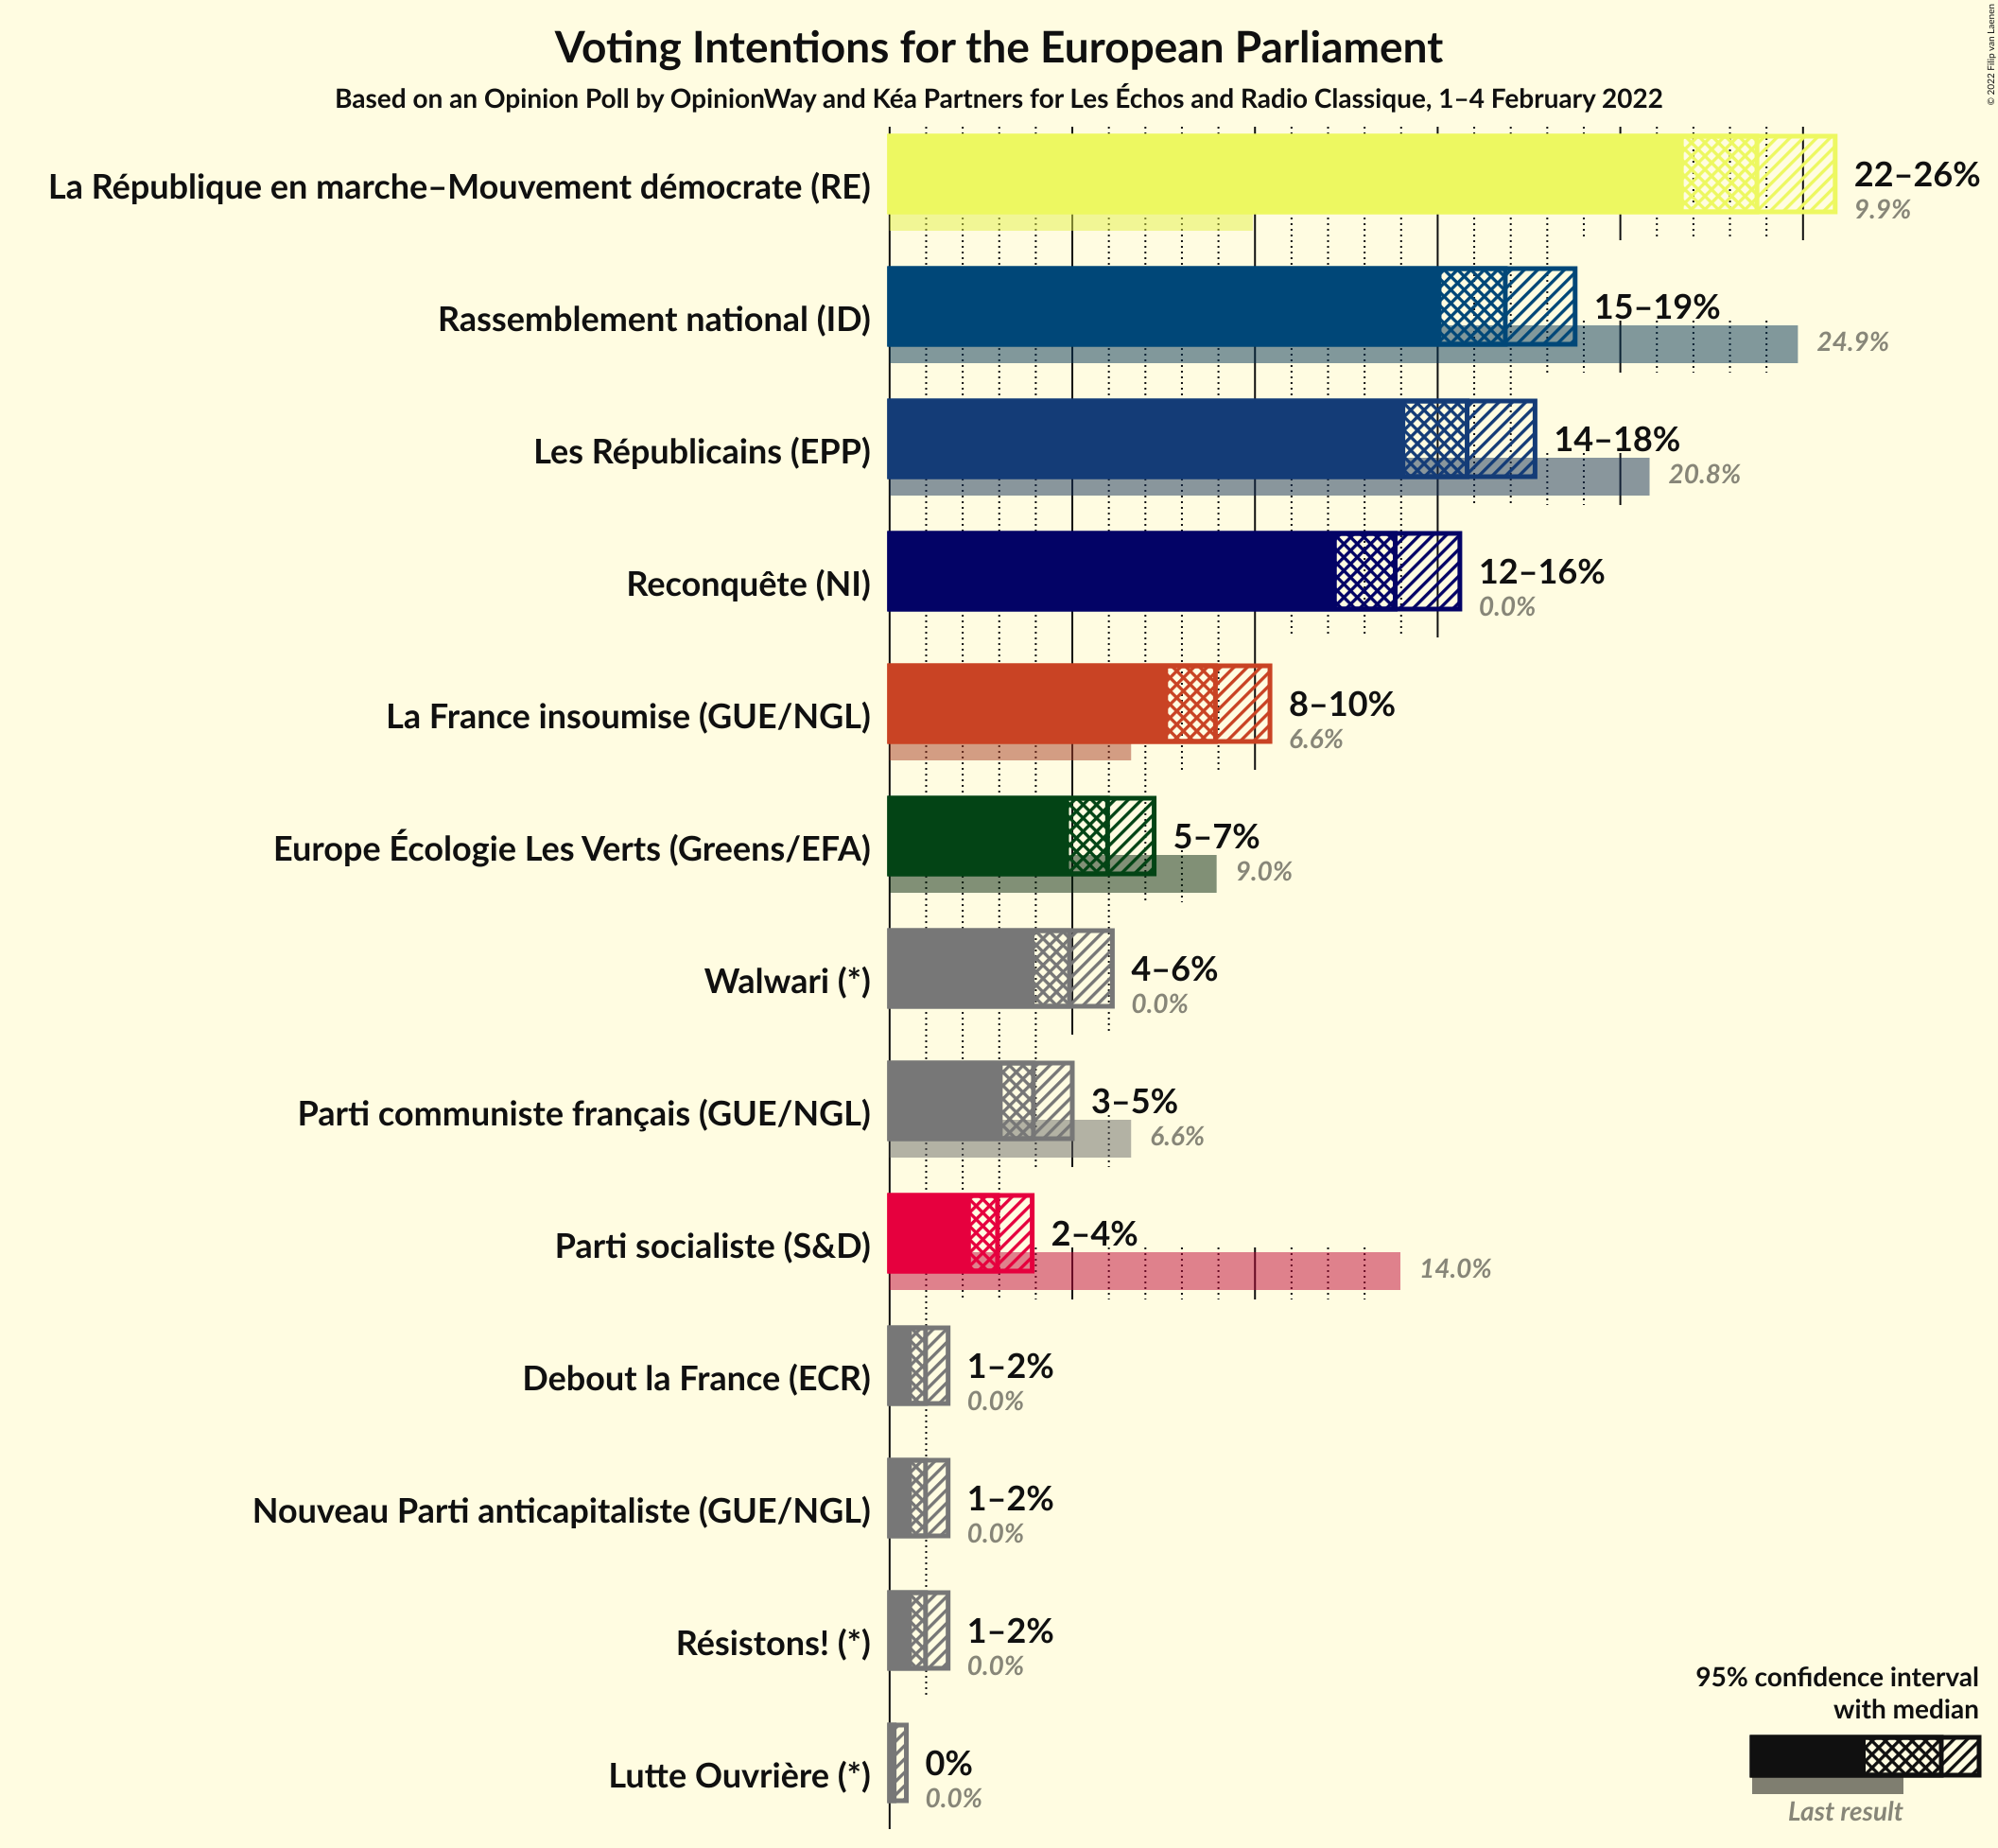 Voting Intentions for the European Parliament
Based on an Opinion Poll by OpinionWay and Kéa Partners for Les Échos and Radio Classique, 1–4 February 2022
© 2022 Filip van Laenen
La République en marche–Mouvement démocrate (RE)
22–26%
9.9%
Rassemblement national (ID)
15–19%
24.9%
Les Républicains (EPP)
14–18%
20.8%
Reconquête (NI)
12–16%
0.0%
La France insoumise (GUE/NGL)
8–10%
6.6%
Europe Écologie Les Verts (Greens/EFA)
5–7%
9.0%
Walwari (*)
4–6%
0.0%
Parti communiste français (GUE/NGL)
3–5%
6.6%
Parti socialiste (S&D)
2–4%
14.0%
Debout la France (ECR)
1–2%
0.0%
Nouveau Parti anticapitaliste (GUE/NGL)
1–2%
0.0%
Résistons! (*)
1–2%
0.0%
Lutte Ouvrière (*)
0%
0.0%
95% confidence interval
with median
Last result